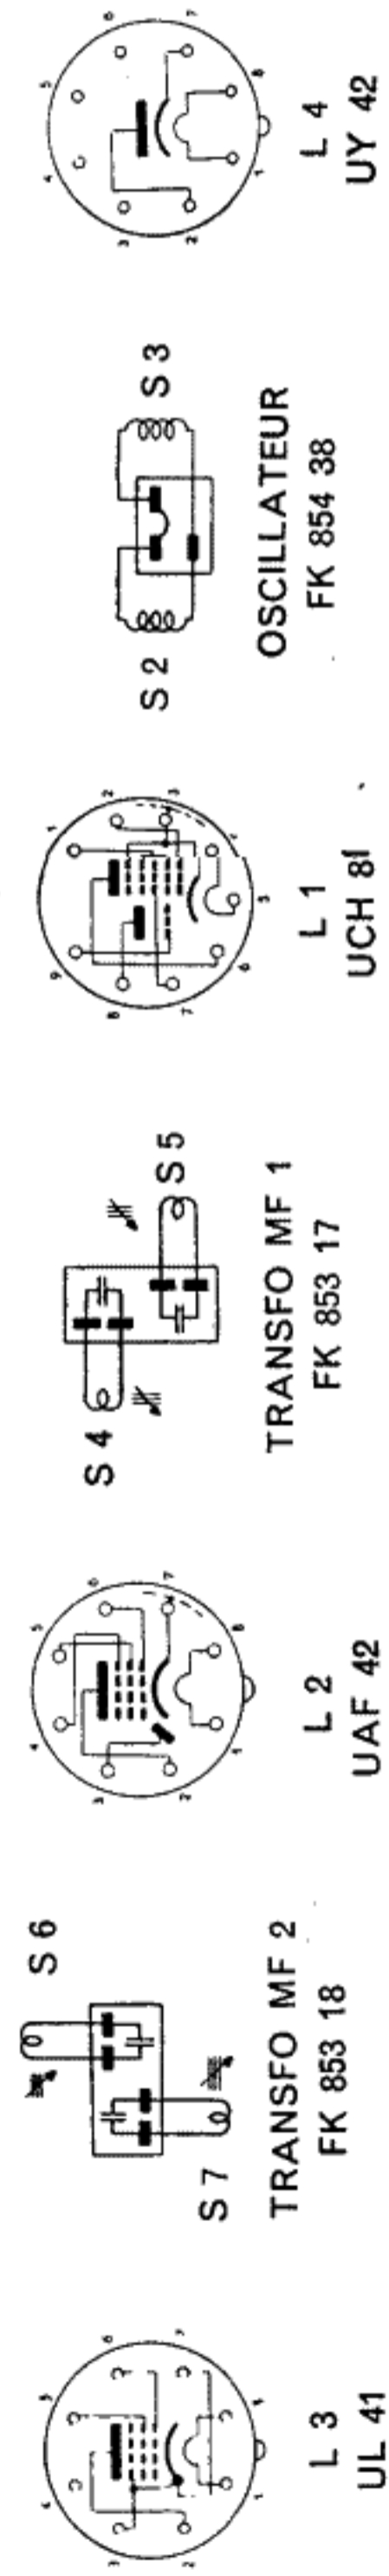 L 3
UL 41
S 7
S 6
TRANSFO MF 2
FK 853 18
L 2
UAF 42
S 4
S 5
TRANSFO MF 1
FK 853 17
L 1
UCH 81
S 2
S 3
OSCILLATEUR
FK 854 38
L 4
UY 42